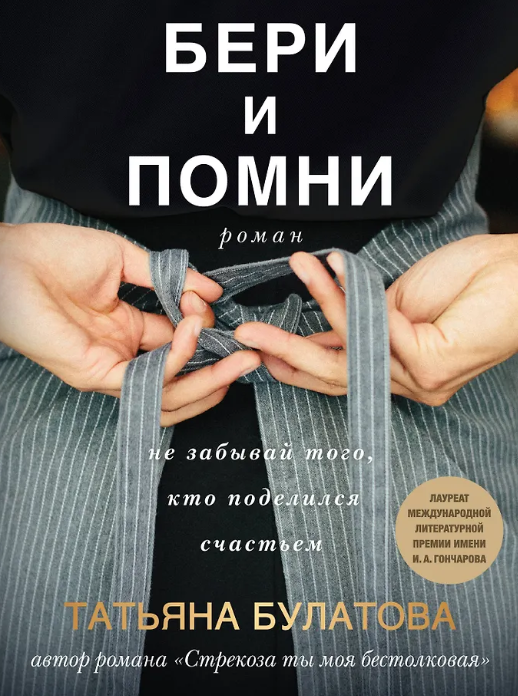 БЕРИ
И
ПОМНИ
роман
не забывай того,
кто поделился
счастьем
ЛАУРЕАТ
МЕЖДУНАРОДНОЙ
ЛИТЕРАТУРНОЙ
ПРЕМИИ ИМЕНИ
И. А. ГОНЧАРОВА
ТАТЬЯНА БУЛАТОВА
автор романа «Стрекоза ты моя бестолковая»